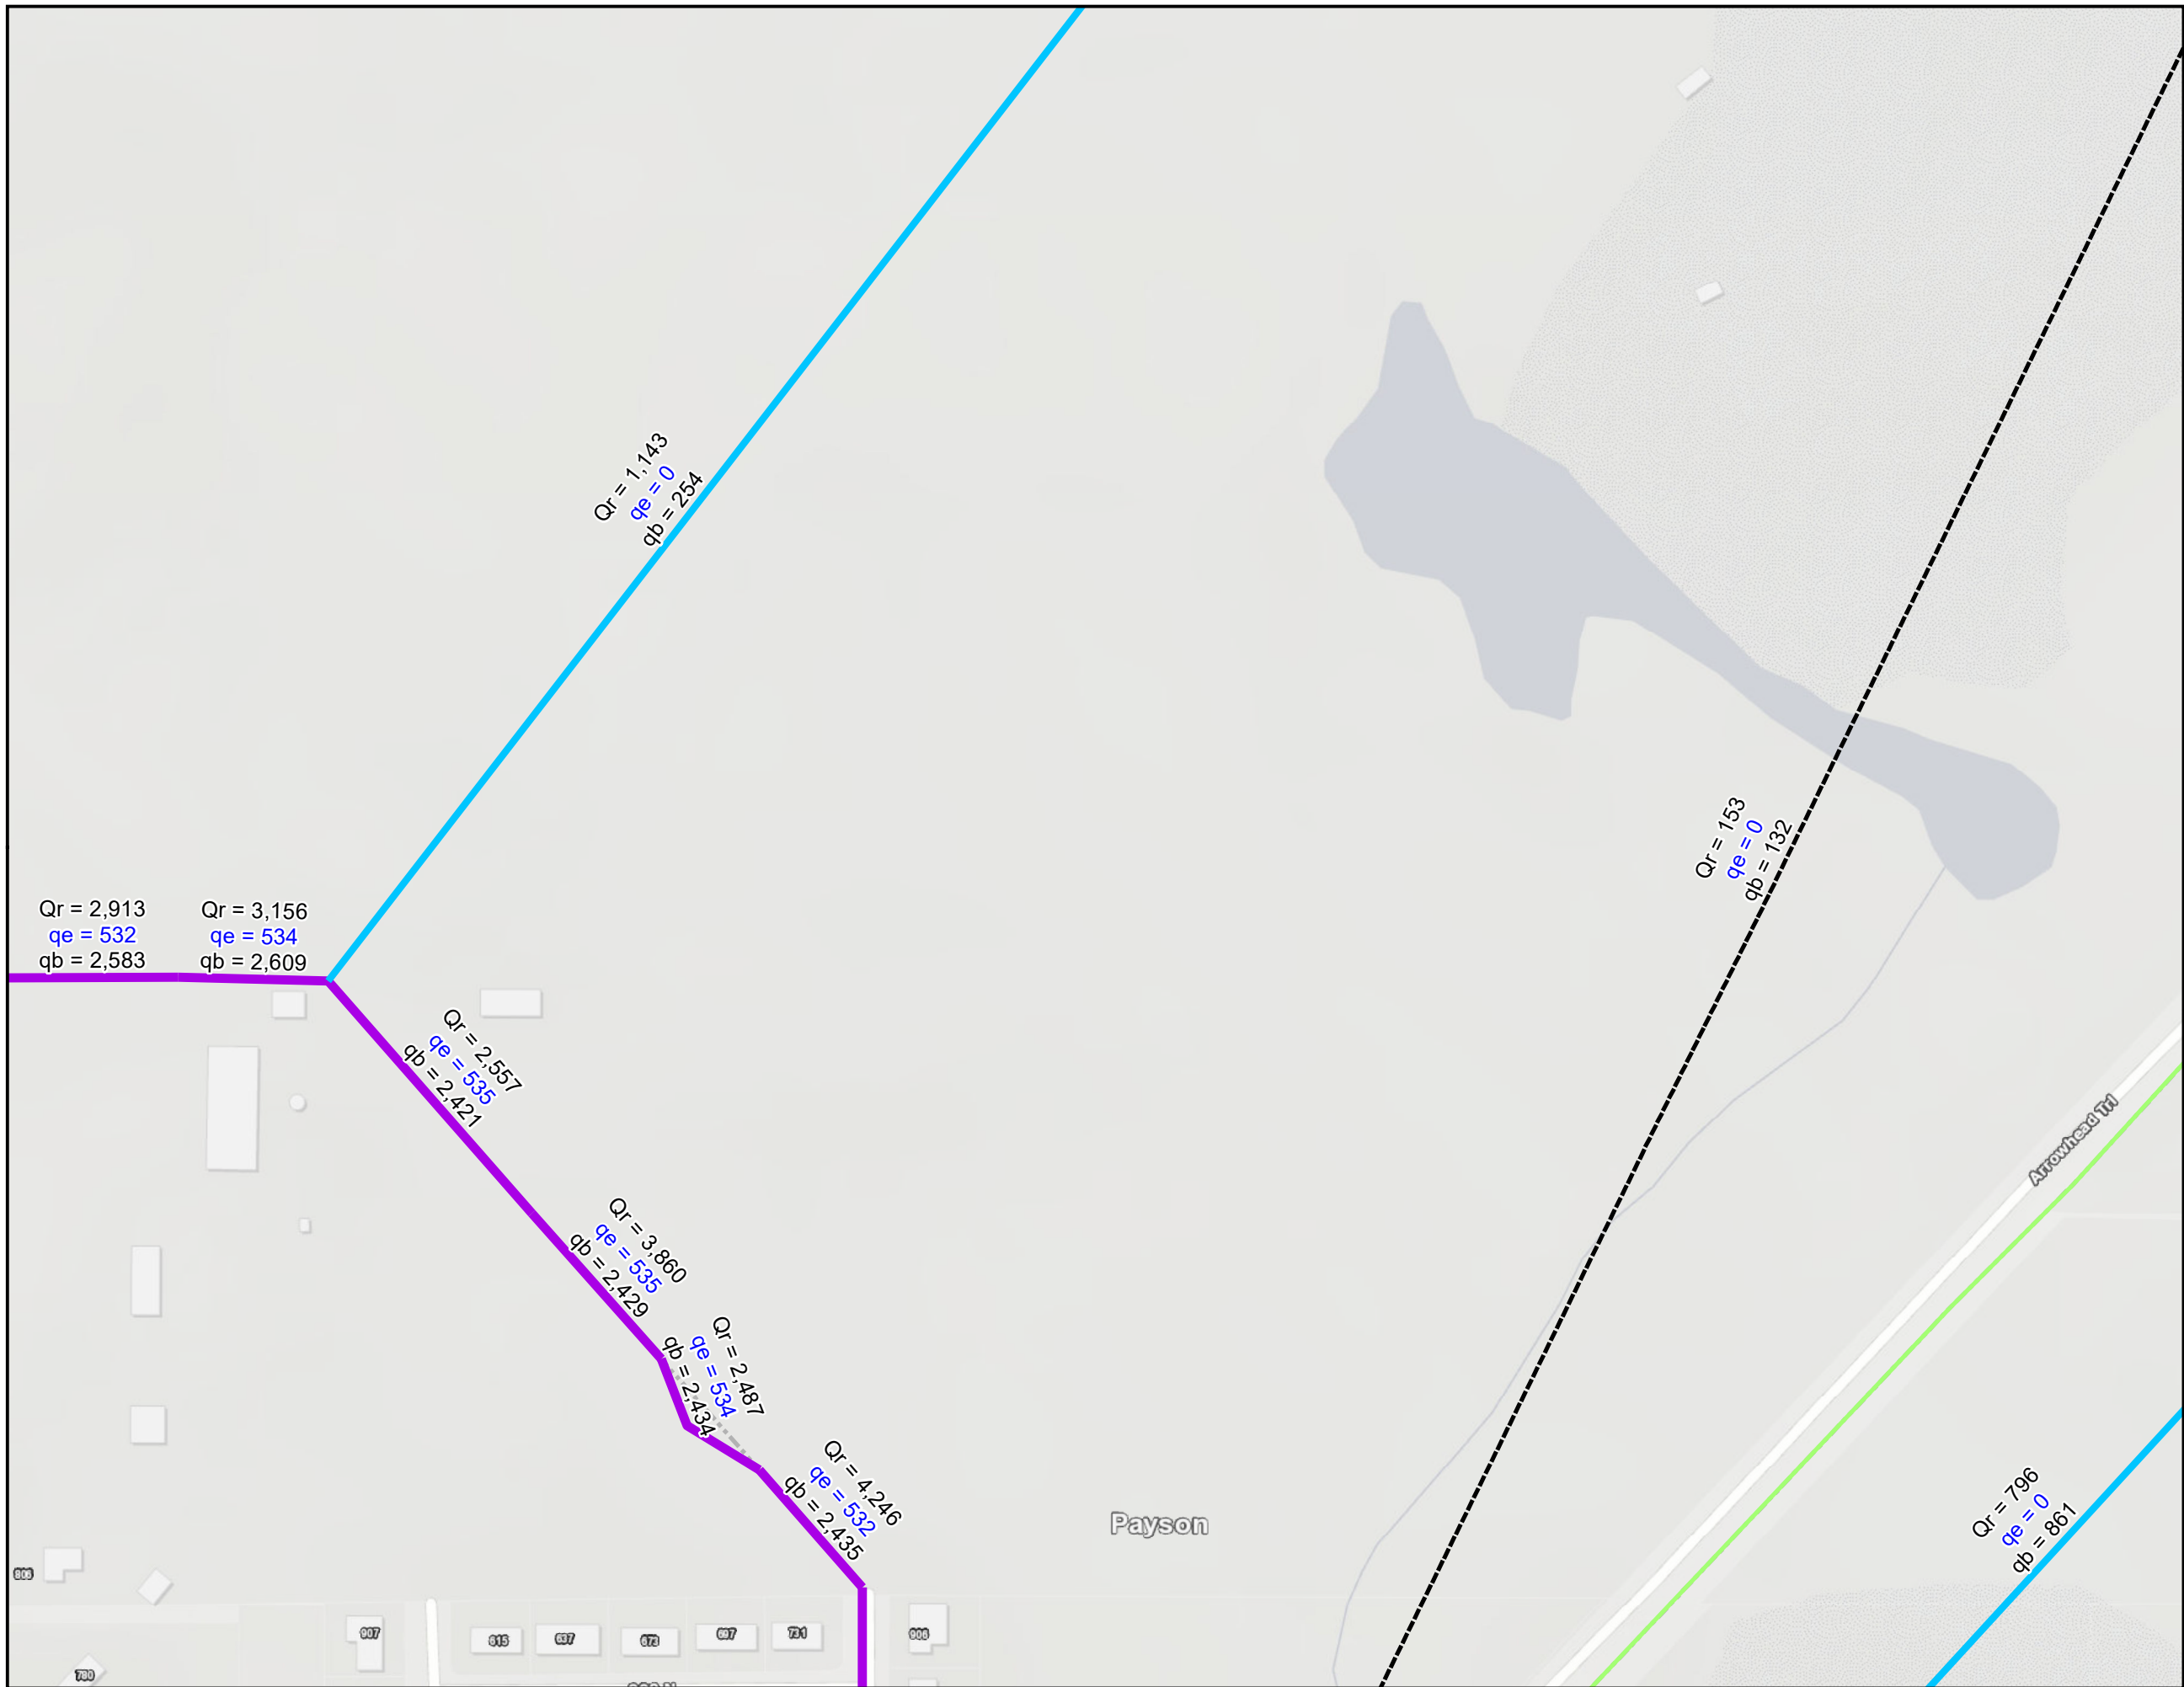 Qr = 1,143
qe = 0
qb = 254
Qr = 153
qe = 0
qb = 132
Qr = 2,913
qe = 532
qb = 2,583
Qr = 3,156
qe = 534
qb = 2,609
Qr = 2,557
qe = 535
qb = 2,421
Arrowhead Trl
Qr = 3,860
qe = 535
qb = 2,429
Qr = 2,487
qe = 534
qb = 2,434
Qr = 4,246
qe = 532
qb = 2,435
Payson
Qr = 796
qe = 0
qb = 861
907
615
637
673
697
731
780